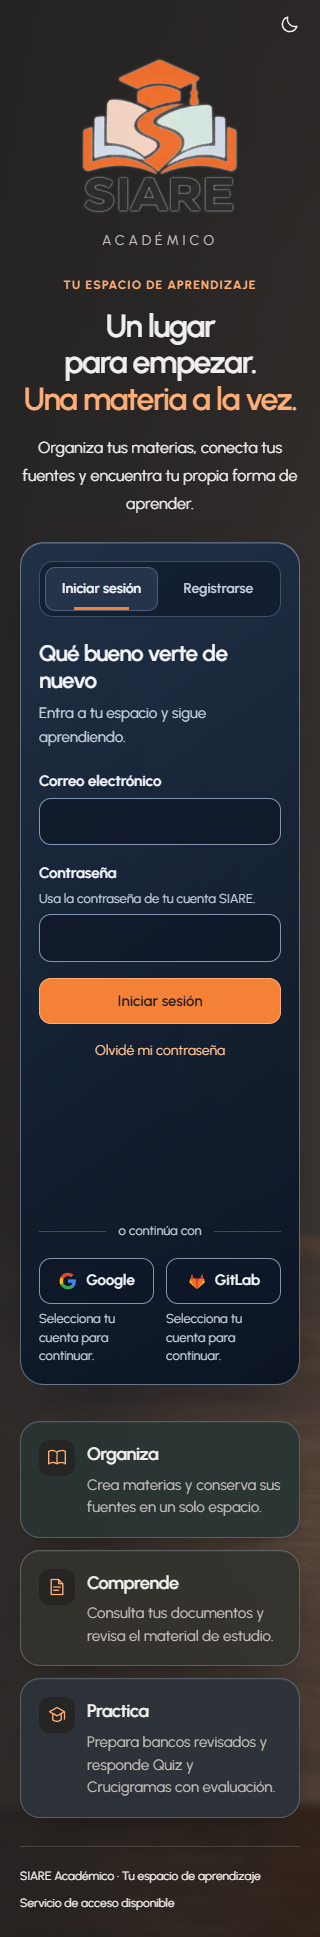 SIARE
ACADÉMICO
TU ESPACIO DE APRENDIZAJE
Un lugar
para empezar.
Una materia a la vez.
Organiza tus materias, conecta tus
fuentes y encuentra tu propia forma de
aprender.
Iniciar sesión
Registrarse
Qué bueno verte de
nuevo
Entra a tu espacio y sigue
aprendiendo.
Correo electrónico
Contraseña
Usa la contraseña de tu cuenta SIARE.
Iniciar sesión
Olvidé mi contraseña
o continúa con
Google
Selecciona tu
cuenta para
continuar.
GitLab
Selecciona tu
cuenta para
continuar.
Organiza
Crea materias y conserva sus
fuentes en un solo espacio.
Comprende
Consulta tus documentos y
revisa el material de estudio.
Practica
Prepara bancos revisados y
responde Quiz y
Crucigramas con evaluación.
SIARE Académico · Tu espacio de aprendizaje
Servicio de acceso disponible